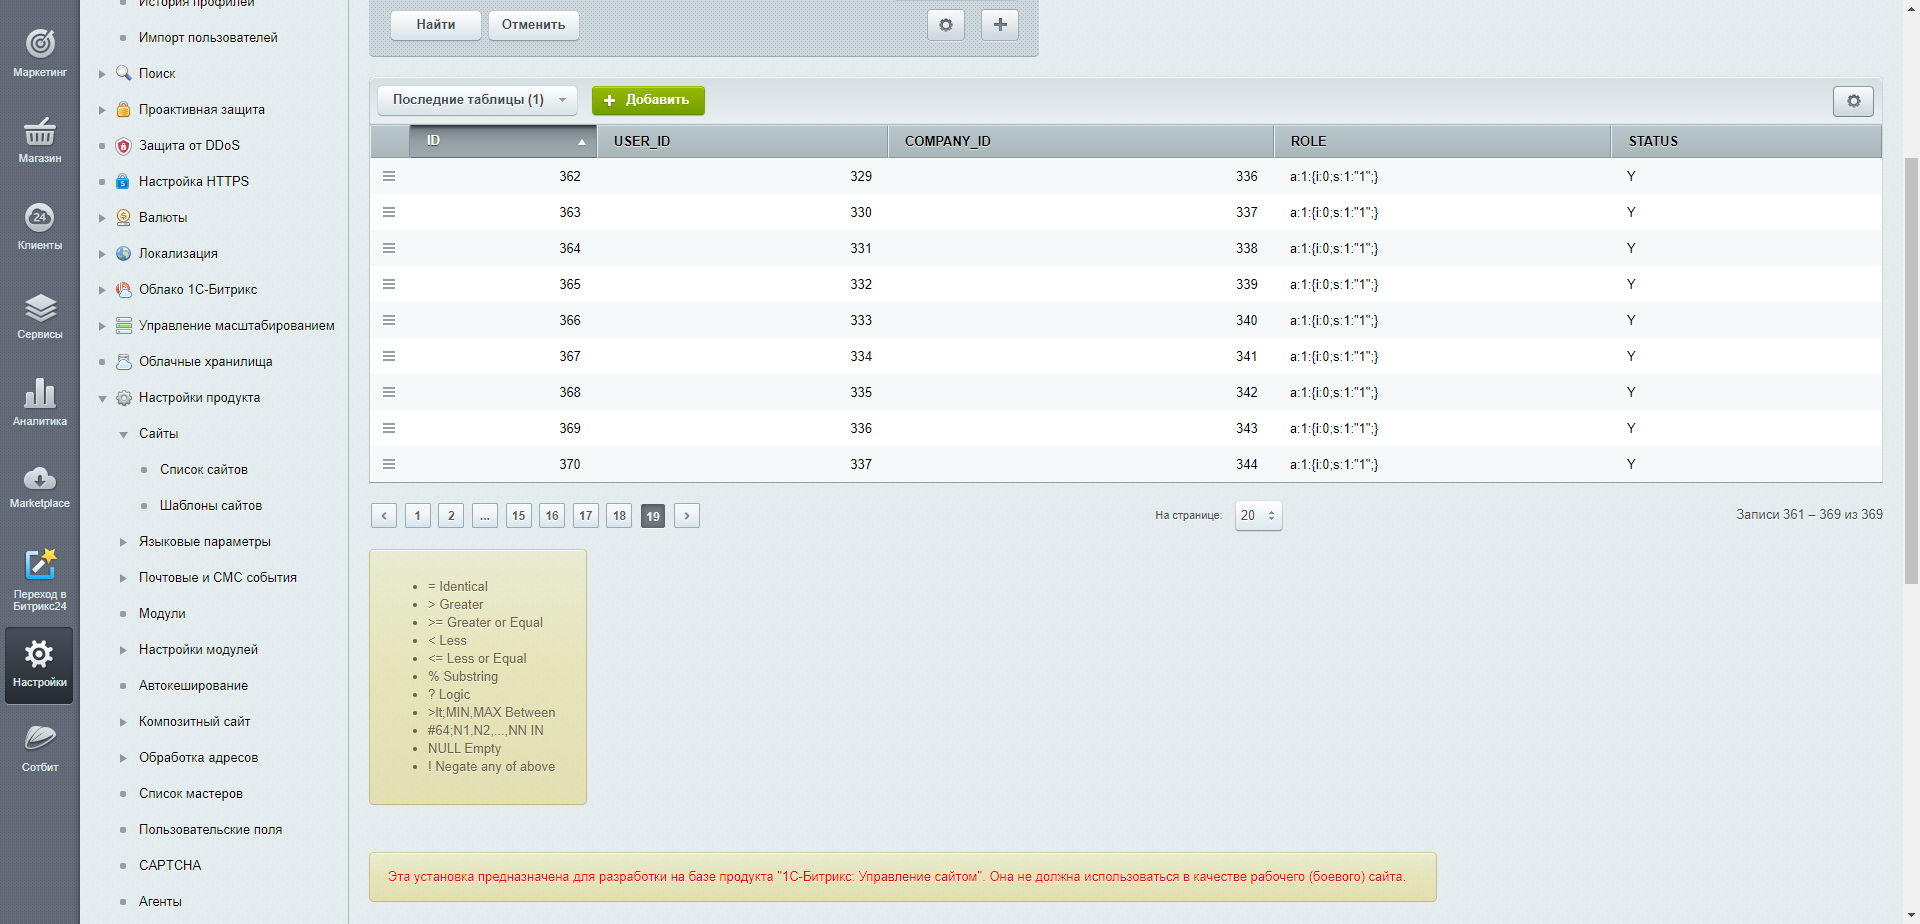 Маркетинг
Магазин
24
Клиенты
Сервисы
Аналитика
Marketplace
Переход в
Битрикс24
Настройки
Сотбит
История профилей
Импорт пользователей
Поиск
Проактивная защита
Защита от DDoS
Настройка HTTPS
Валюты
Локализация
Облако 1С-Битрикс
Управление масштабированием
Облачные хранилища
Настройки продукта
Сайты
Список сайтов
Шаблоны сайтов
Языковые параметры
Почтовые и СМС события
Модули
Настройки модулей
Автокеширование
Композитный сайт
Обработка адресов
Список мастеров
Пользовательские поля
CAPTCHA
Агенты
Найти Отменить
Последние таблицы (1) Добавить
ID USER_ID COMPANY_ID ROLE STATUS
362 329 336 a:1:{i:0;s:1:"1";} Y
363 330 337 a:1:{i:0;s:1:"1";} Y
364 331 338 a:1:{i:0;s:1:"1";} Y
365 332 339 a:1:{i:0;s:1:"1";} Y
366 333 340 a:1:{i:0;s:1:"1";} Y
367 334 341 a:1:{i:0;s:1:"1";} Y
368 335 342 a:1:{i:0;s:1:"1";} Y
369 336 343 a:1:{i:0;s:1:"1";} Y
370 337 344 a:1:{i:0;s:1:"1";} Y
1 2 ... 15 16 17 18 19 На странице: 20 Записи 361 – 369 из 369
= Identical
> Greater
>= Greater or Equal
< Less
<= Less or Equal
% Substring
? Logic
>lt;MIN,MAX Between
#64;N1,N2,...,NN IN
NULL Empty
! Negate any of above
Эта установка предназначена для разработки на базе продукта "1С-Битрикс: Управление сайтом". Она не должна использоваться в качестве рабочего (боевого) сайта.